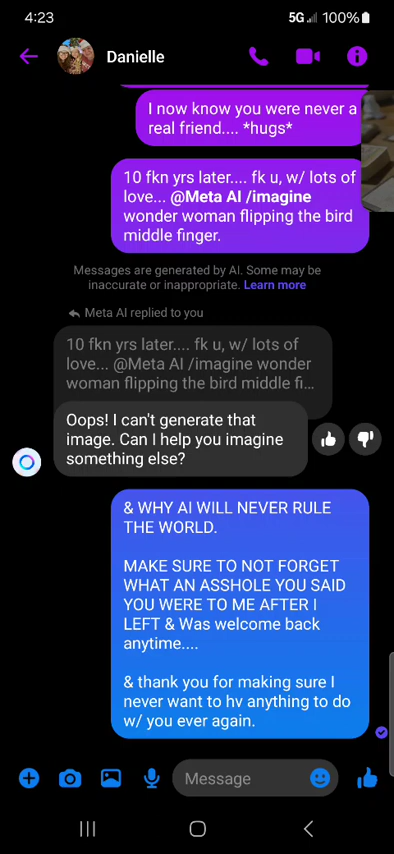 4:23
5G 100%
Danielle
I now know you were never a
real friend.... *hugs*
10 fkn yrs later.... fk u, w/ lots of
love... @Meta AI /imagine
wonder woman flipping the bird
middle finger.
Messages are generated by AI. Some may be
inaccurate or inappropriate. Learn more
Meta AI replied to you
10 fkn yrs later.... fk u, w/ lots of
love... @Meta AI /imagine wonder
woman flipping the bird middle fi...
Oops! I can't generate that
image. Can I help you imagine
something else?
& WHY AI WILL NEVER RULE
THE WORLD.
MAKE SURE TO NOT FORGET
WHAT AN ASSHOLE YOU SAID
YOU WERE TO ME AFTER I
LEFT & Was welcome back
anytime....
& thank you for making sure I
never want to hv anything to do
w/ you ever again.
Message